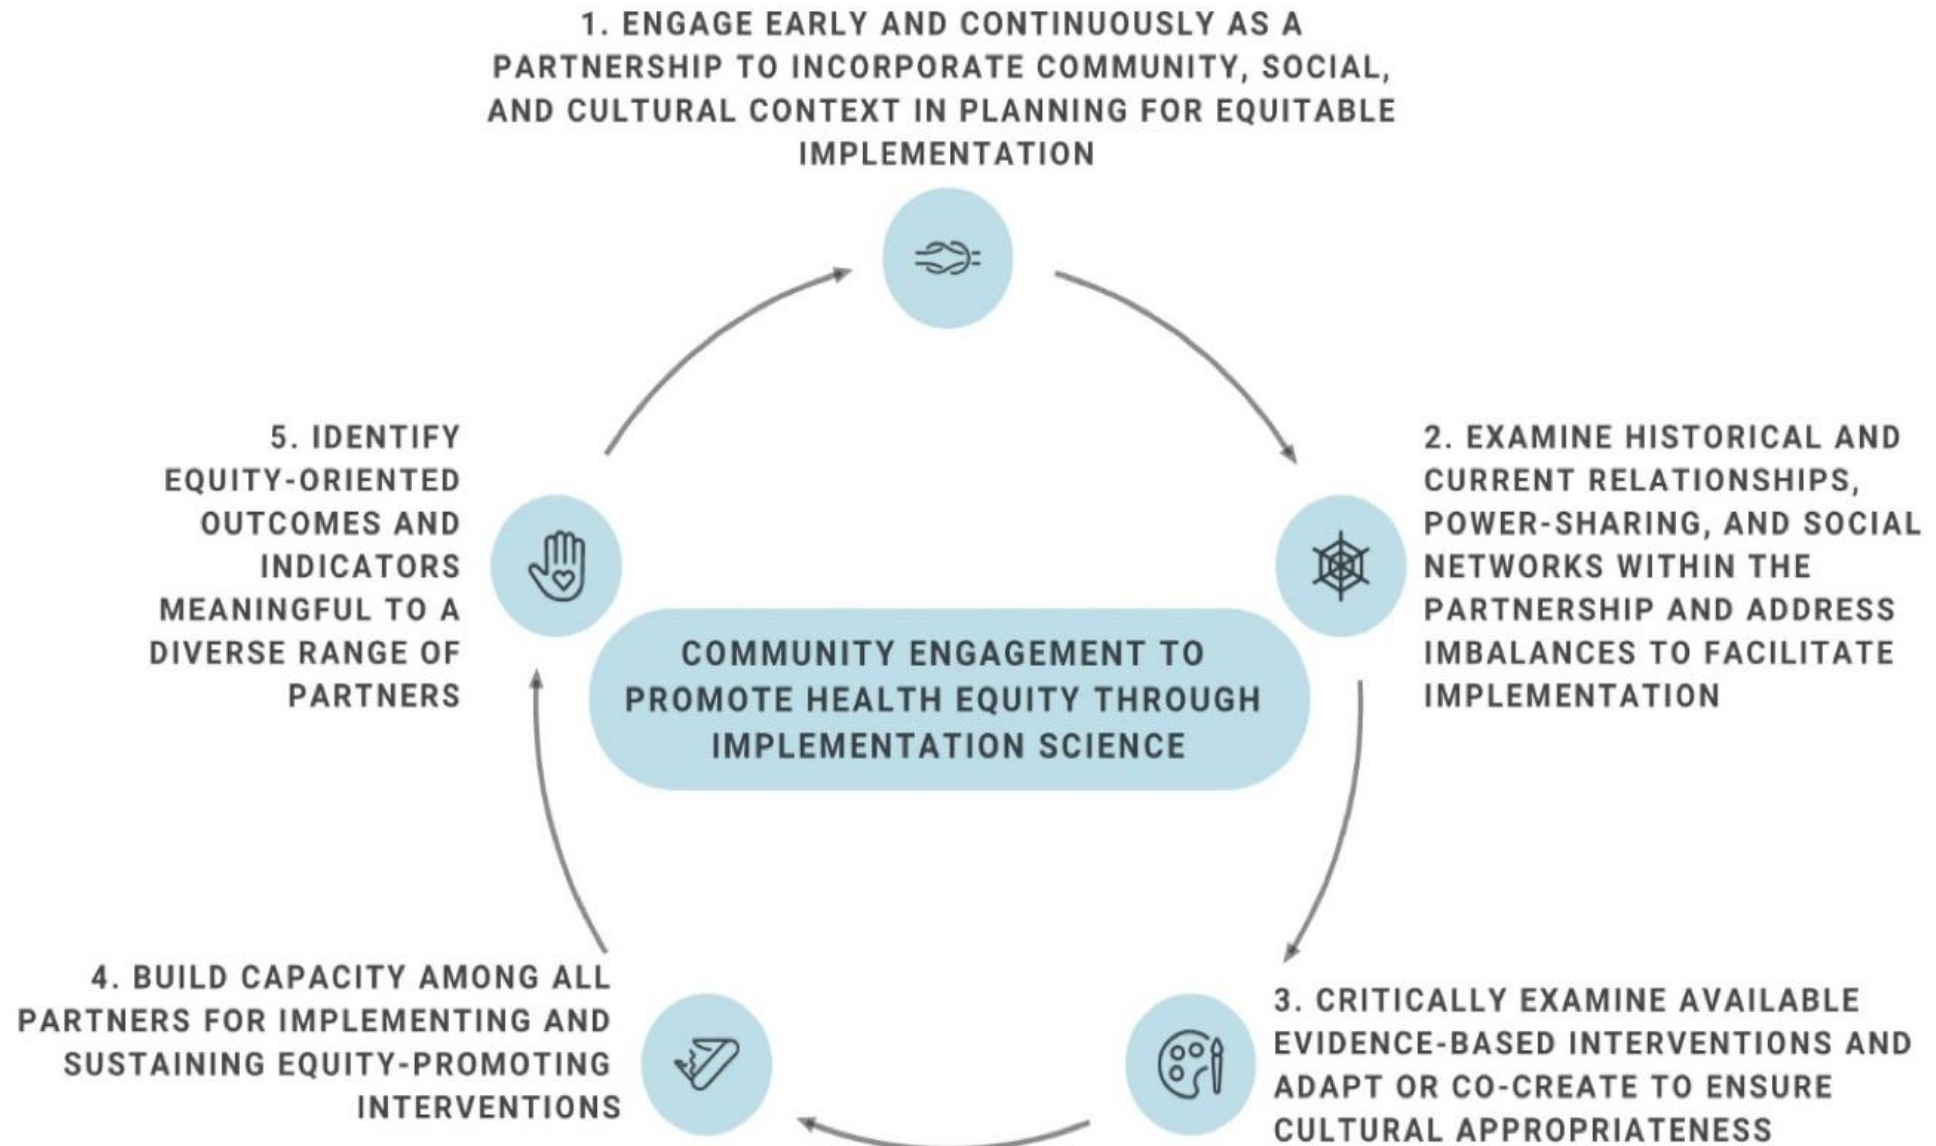 1. ENGAGE EARLY AND CONTINUOUSLY AS A
PARTNERSHIP TO INCORPORATE COMMUNITY, SOCIAL,
AND CULTURAL CONTEXT IN PLANNING FOR EQUITABLE
IMPLEMENTATION
2. EXAMINE HISTORICAL AND
CURRENT RELATIONSHIPS,
POWER-SHARING, AND SOCIAL
NETWORKS WITHIN THE
PARTNERSHIP AND ADDRESS
IMBALANCES TO FACILITATE
IMPLEMENTATION
3. CRITICALLY EXAMINE AVAILABLE
EVIDENCE-BASED INTERVENTIONS AND
ADAPT OR CO-CREATE TO ENSURE
CULTURAL APPROPRIATENESS
4. BUILD CAPACITY AMONG ALL
PARTNERS FOR IMPLEMENTING AND
SUSTAINING EQUITY-PROMOTING
INTERVENTIONS
5. IDENTIFY
EQUITY-ORIENTED
OUTCOMES AND
INDICATORS
MEANINGFUL TO A
DIVERSE RANGE OF
PARTNERS
COMMUNITY ENGAGEMENT TO
PROMOTE HEALTH EQUITY THROUGH
IMPLEMENTATION SCIENCE